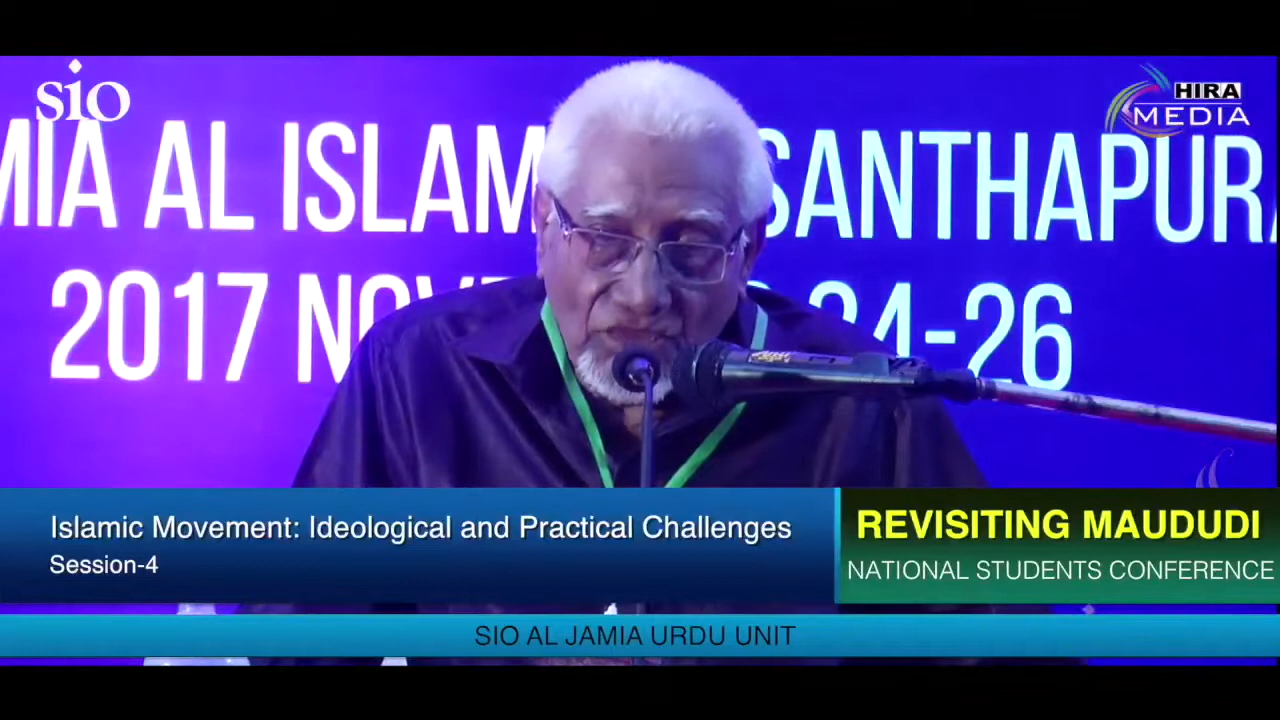 sio
HIRA
MEDIA
MIA AL ISLAM SANTHAPURA
2017 NO 24-26
Islamic Movement: Ideological and Practical Challenges
Session-4
REVISITING MAUDUDI
NATIONAL STUDENTS CONFERENCE
SIO AL JAMIA URDU UNIT